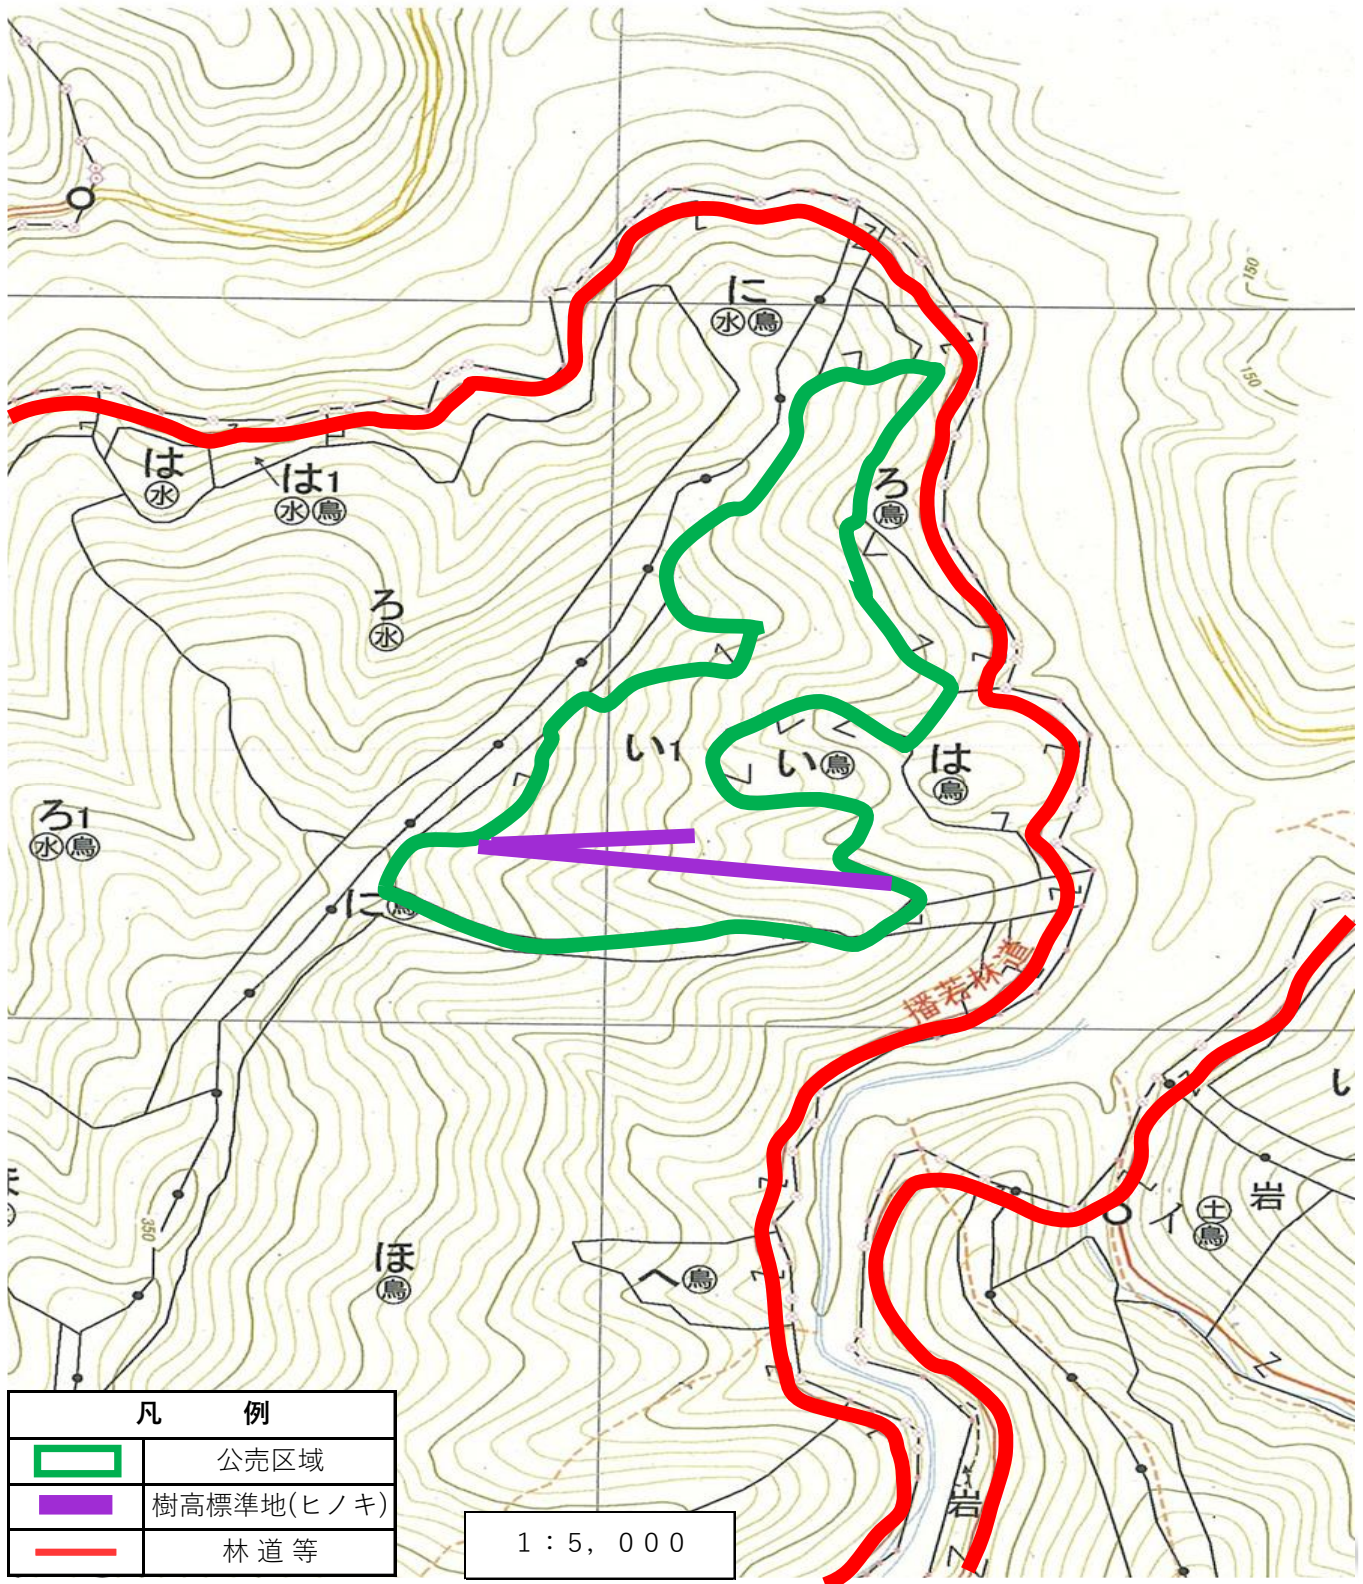 に
水 鳥
150
150
は
水
は1
水 鳥
ろ
鳥
ろ
水
い1
い 鳥
は
鳥
ろ1
水 鳥
に 鳥
播若林道
い
350
ほ
鳥
へ 鳥
イ 土
鳥
岩
岩
凡 例
公売区域
樹高標準地(ヒノキ)
林道等
1:5,000